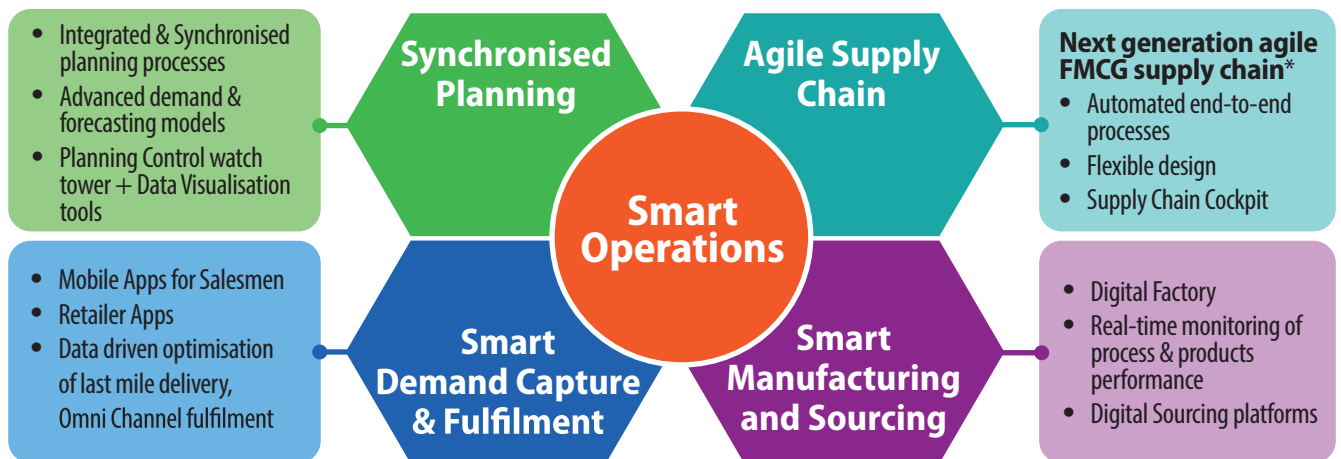 • Integrated & Synchronised
planning processes
• Advanced demand &
forecasting models
• Planning Control watch
tower + Data Visualisation
tools
Synchronised
Planning
Agile Supply
Chain
Next generation agile
FMCG supply chain*
• Automated end-to-end
processes
• Flexible design
• Supply Chain Cockpit
Smart
Operations
• Mobile Apps for Salesmen
• Retailer Apps
• Data driven optimisation
of last mile delivery,
Omni Channel fulfilment
Smart
Demand Capture
& Fulfilment
Smart
Manufacturing
and Sourcing
• Digital Factory
• Real-time monitoring of
process & products
performance
• Digital Sourcing platforms